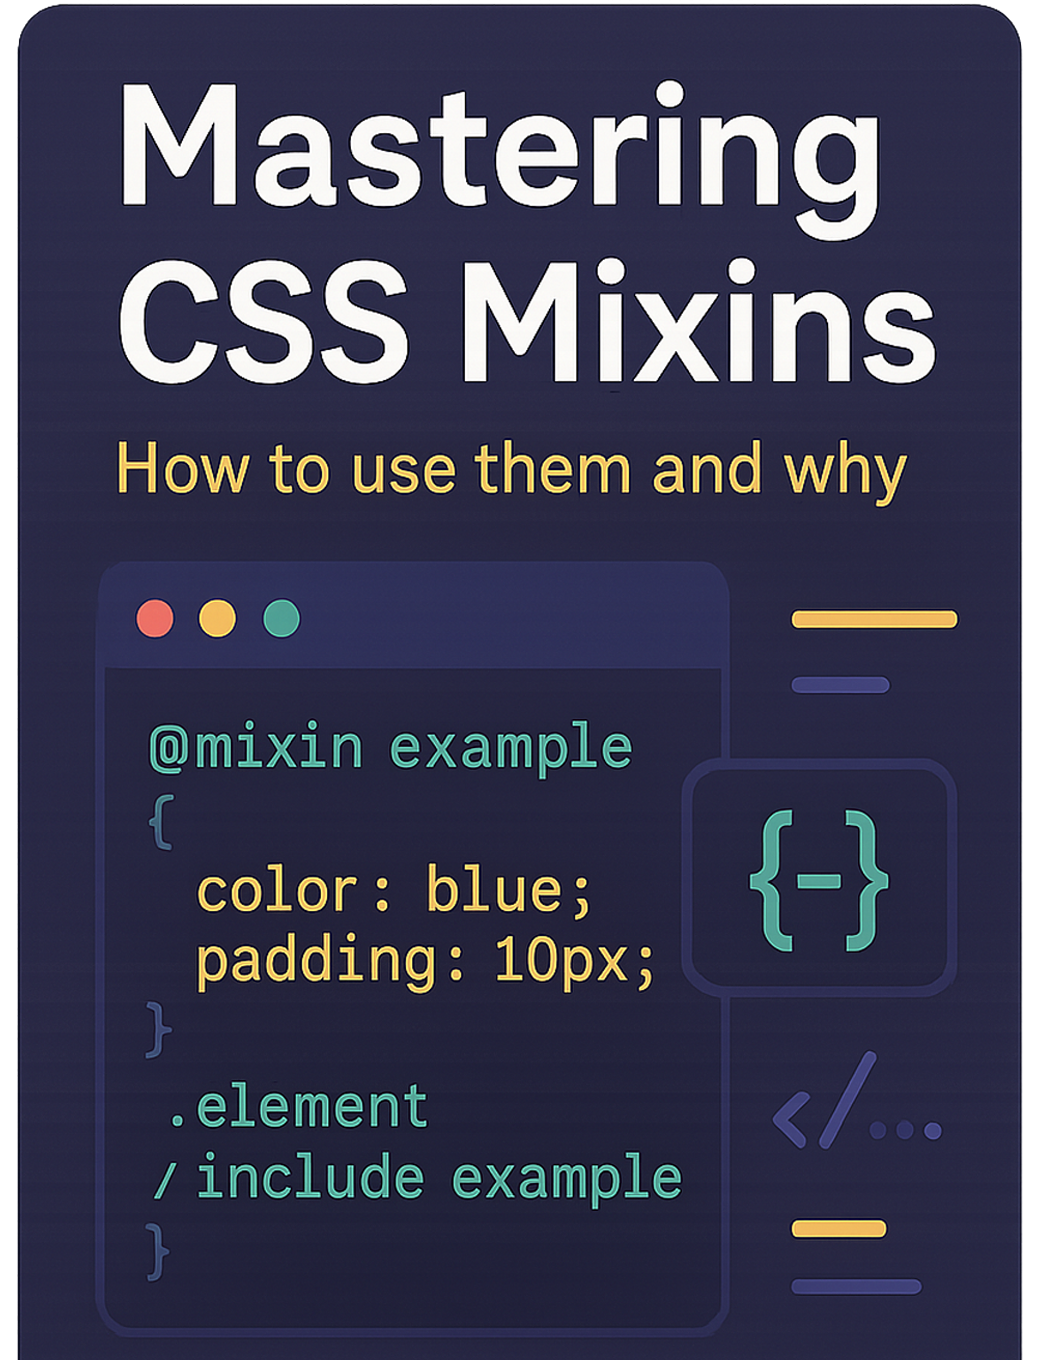 Mastering
CSS Mixins
How to use them and why
@mixin example
{
color: blue;
padding: 10px;
}
{-}
</...
.element
/ include example
}